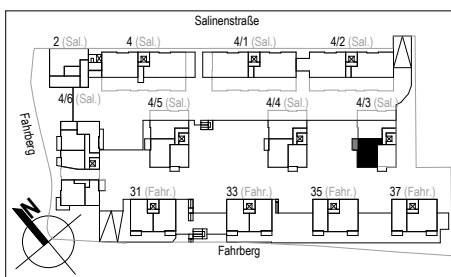 Salinenstraße
2 (Sal.) 4 (Sal.) 4/1 (Sal.) 4/2 (Sal.)
4/6 (Sal.) 4/5 (Sal.) 4/4 (Sal.) 4/3 (Sal.)
Fahrberg
31 (Fahr.) 33 (Fahr.) 35 (Fahr.) 37 (Fahr.)
N
Fahrberg